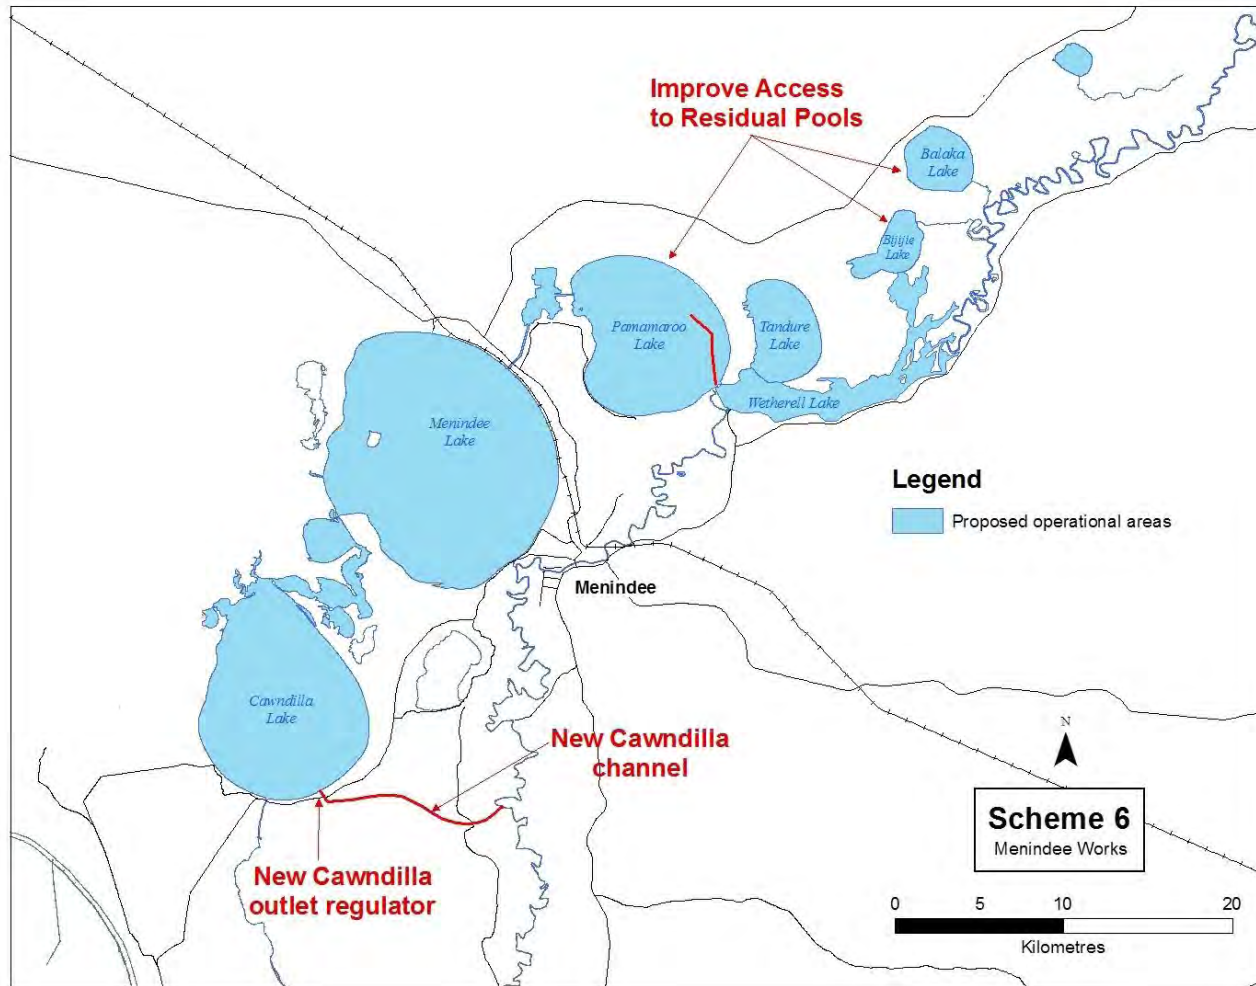 Improve Access
to Residual Pools
Balaka
Lake
Bijijie
Lake
Pamamaroo
Lake
Tandure
Lake
Wetherell Lake
Menindee
Lake
Legend
Proposed operational areas
Menindee
Cawndilla
Lake
New Cawndilla
channel
N
Scheme 6
Menindee Works
New Cawndilla
outlet regulator
0 5 10 20
Kilometres